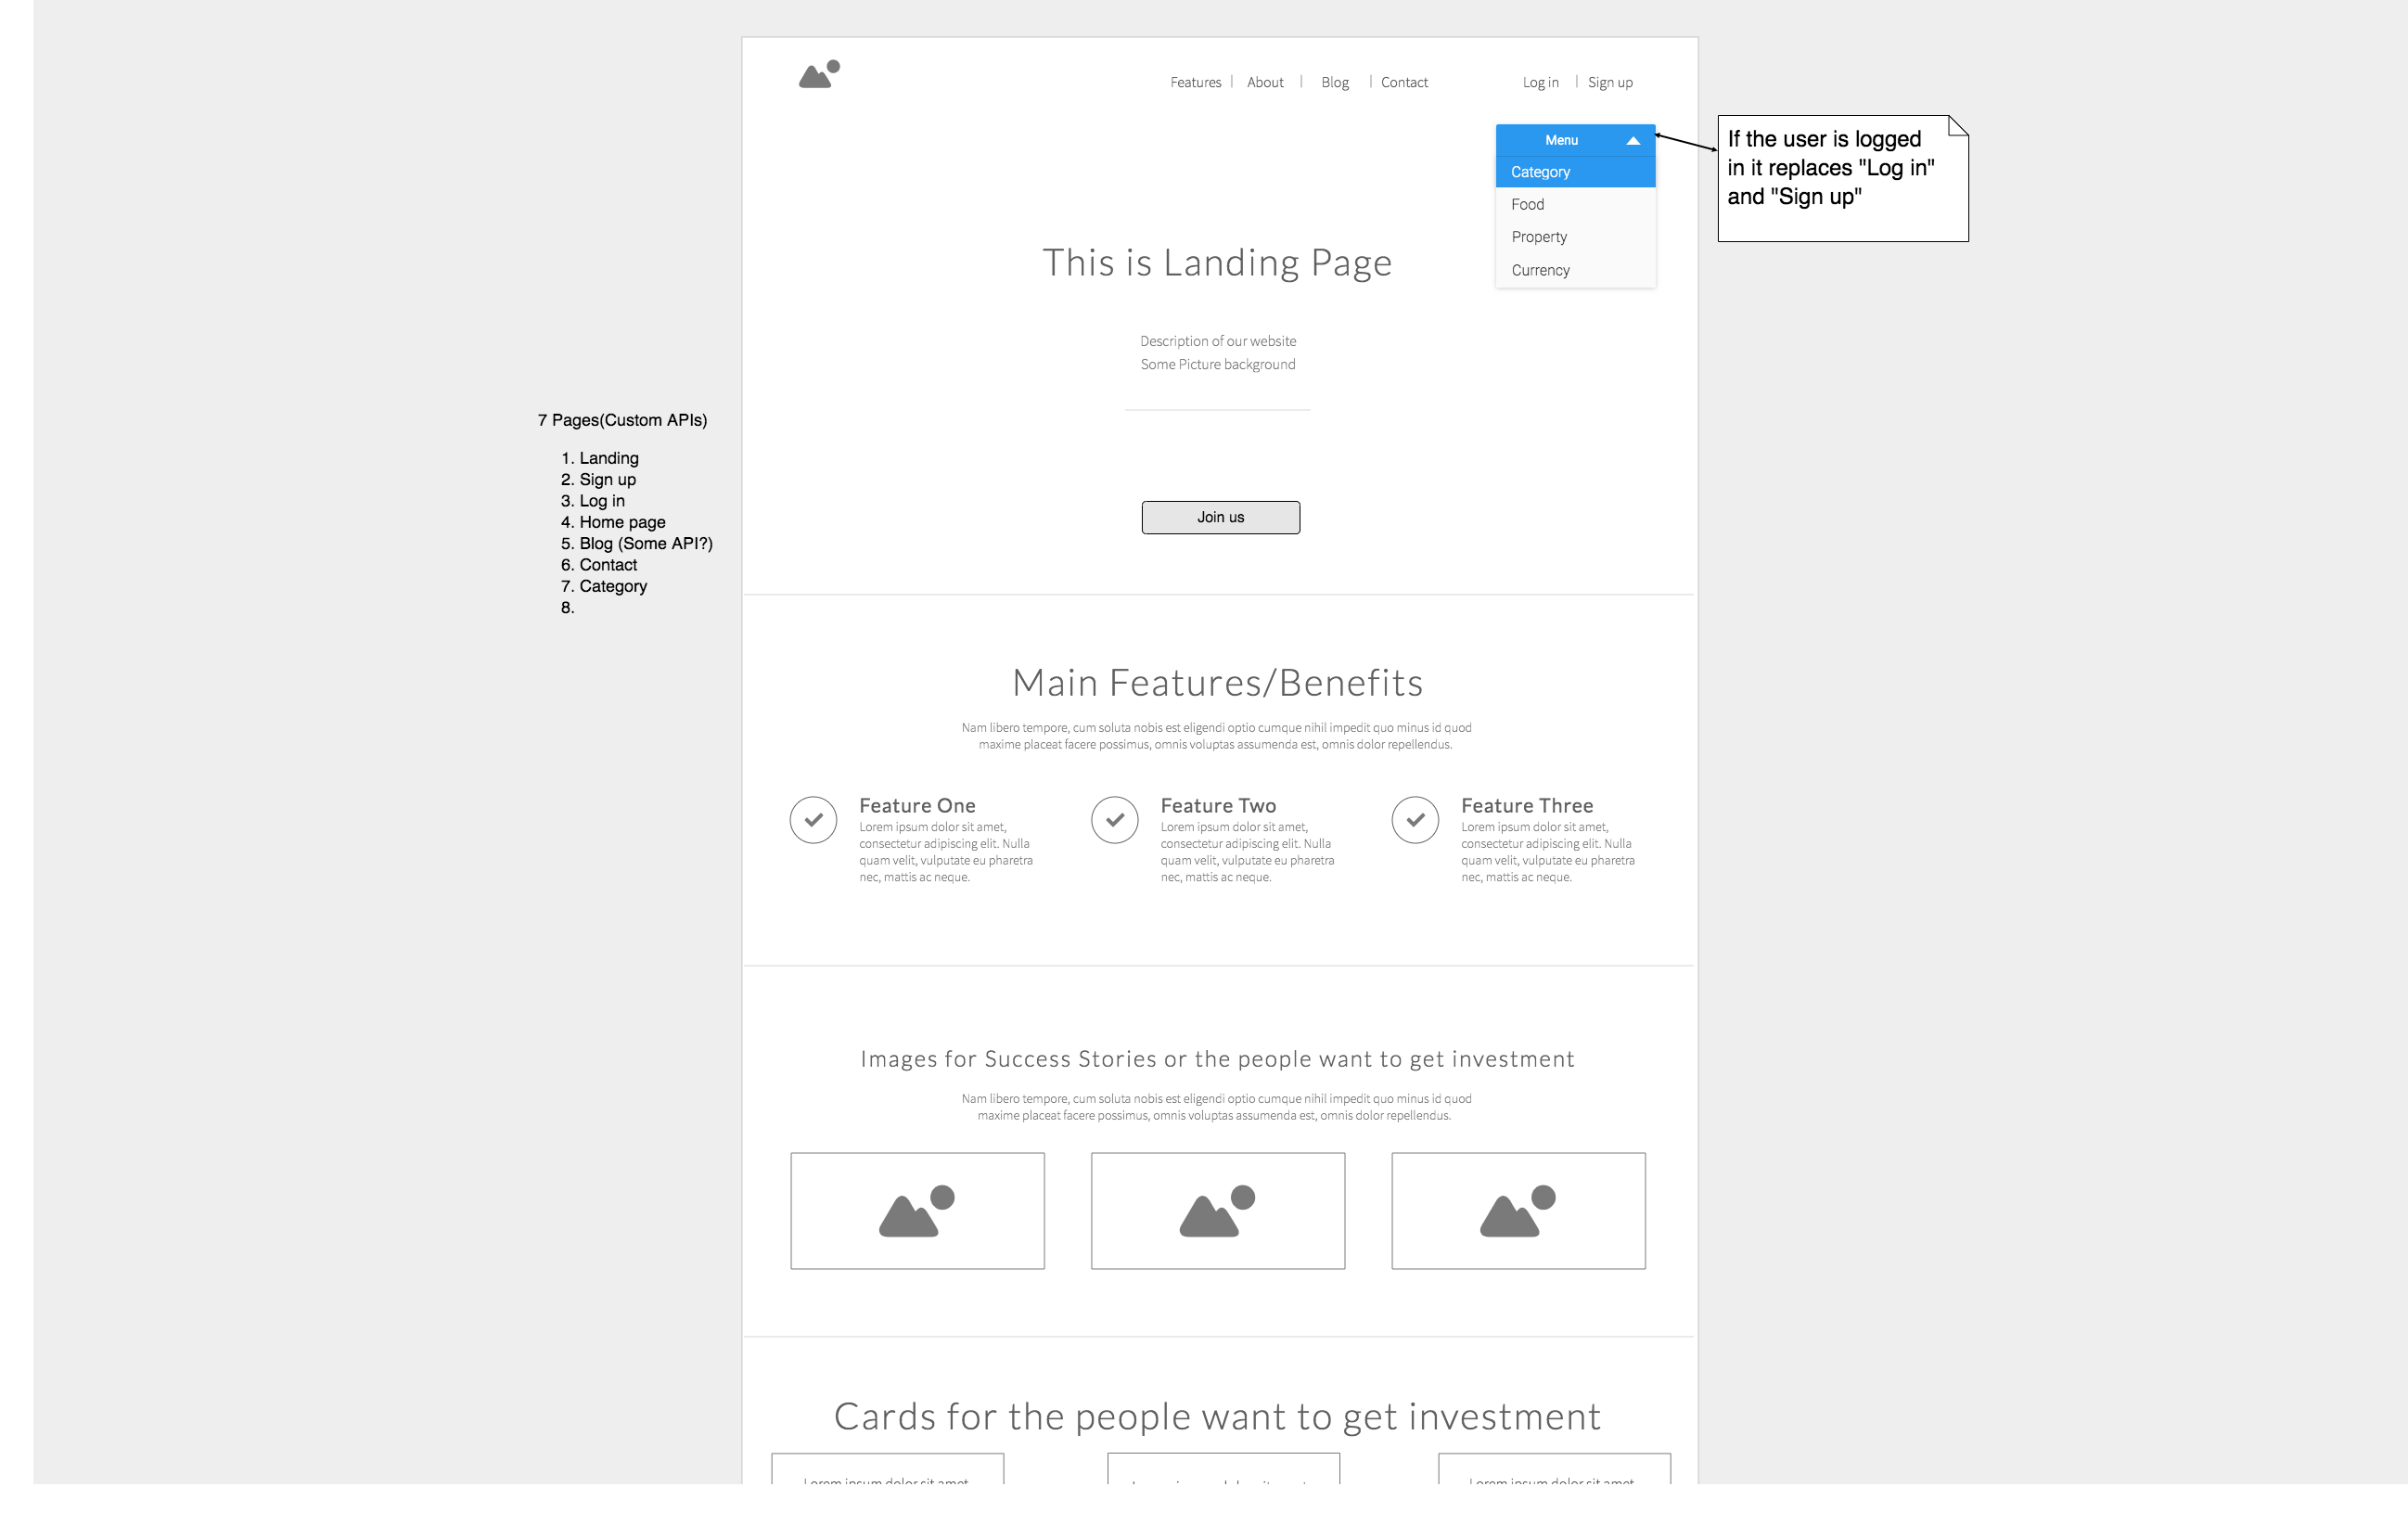 Features | About | Blog | Contact Log in | Sign up
Menu
Category
Food
Property
Currency
If the user is logged
in it replaces "Log in"
and "Sign up"
This is Landing Page
Description of our website
Some Picture background
Join us
7 Pages(Custom APIs)
1. Landing
2. Sign up
3. Log in
4. Home page
5. Blog (Some API?)
6. Contact
7. Category
8.
Main Features/Benefits
Nam libero tempore, cum soluta nobis est eligendi optio cumque nihil impedit quo minus id quod
maxime placeat facere possimus, omnis voluptas assumenda est, omnis dolor repellendus.
Feature One
Lorem ipsum dolor sit amet,
consectetur adipiscing elit. Nulla
quam velit, vulputate eu pharetra
nec, mattis ac neque.
Feature Two
Lorem ipsum dolor sit amet,
consectetur adipiscing elit. Nulla
quam velit, vulputate eu pharetra
nec, mattis ac neque.
Feature Three
Lorem ipsum dolor sit amet,
consectetur adipiscing elit. Nulla
quam velit, vulputate eu pharetra
nec, mattis ac neque.
Images for Success Stories or the people want to get investment
Nam libero tempore, cum soluta nobis est eligendi optio cumque nihil impedit quo minus id quod
maxime placeat facere possimus, omnis voluptas assumenda est, omnis dolor repellendus.
Cards for the people want to get investment
Lorem ipsum dolor sit amet,
Lorem ipsum dolor sit amet,